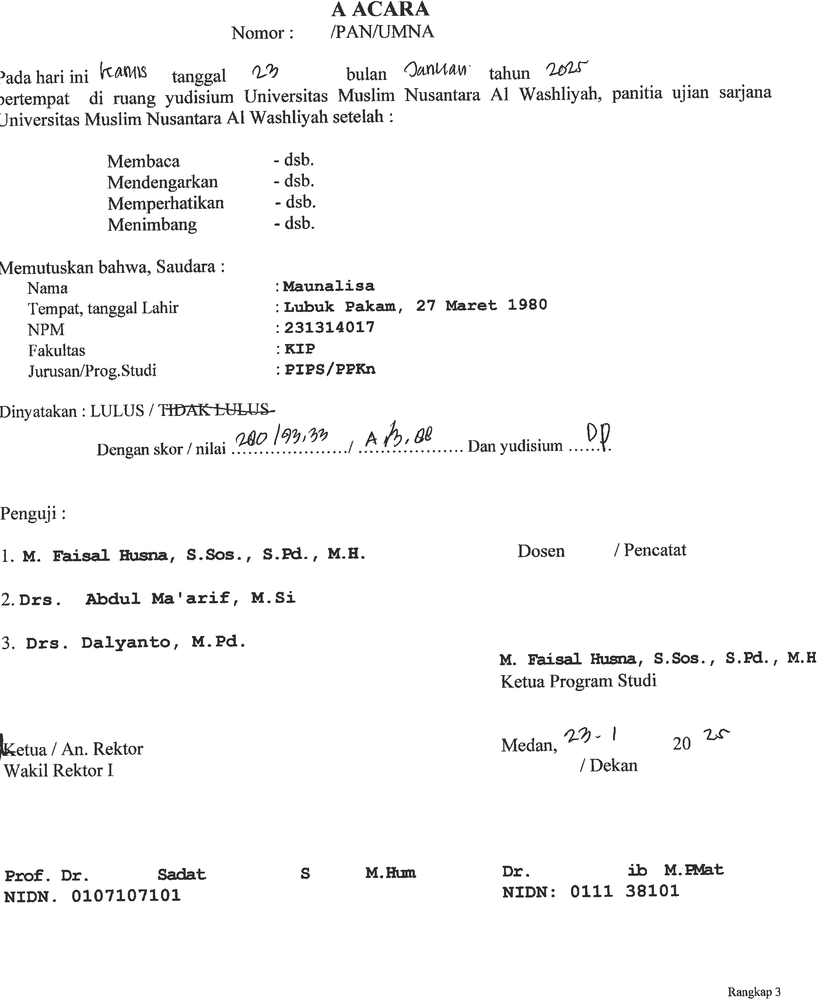 A ACARA
Nomor : /PAN/UMNA
Pada hari ini Kamis tanggal 23 bulan Januari tahun 2025
bertempat di ruang yudisium Universitas Muslim Nusantara Al Washliyah, panitia ujian sarjana
Universitas Muslim Nusantara Al Washliyah setelah :
Membaca - dsb.
Mendengarkan - dsb.
Memperhatikan - dsb.
Menimbang - dsb.
Memutuskan bahwa, Saudara :
Nama : Maunalisa
Tempat, tanggal Lahir : Lubuk Pakam, 27 Maret 1980
NPM : 231314017
Fakultas : KIP
Jurusan/Prog.Studi : PIPS/PPKn
Dinyatakan : LULUS / TIDAK LULUS
Dengan skor / nilai 280/93,33 / A /3,88 Dan yudisium DP
Penguji :
1. M. Faisal Husna, S.Sos., S.Pd., M.H. Dosen / Pencatat
2. Drs. Abdul Ma'arif, M.Si
3. Drs. Dalyanto, M.Pd.
M. Faisal Husna, S.Sos., S.Pd., M.H
Ketua Program Studi
Ketua / An. Rektor Medan, 23-1 20 25
Wakil Rektor I / Dekan
Prof. Dr. Sadat S M.Hum Dr. ib M.PMat
NIDN. 0107107101 NIDN: 0111 38101
Rangkap 3